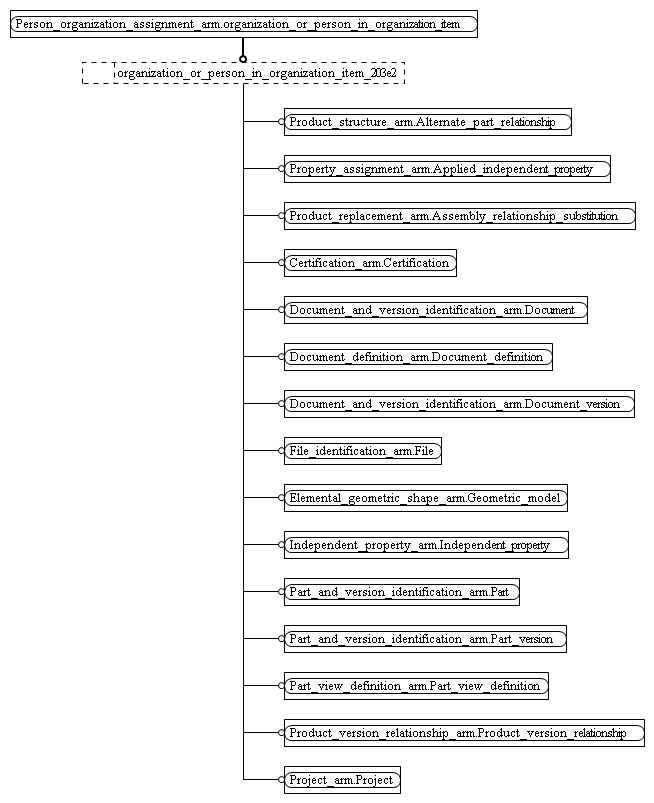 Person_organization_assignment_arm.organization_or_person_in_organization_item
organization_or_person_in_organization_item_203e2
Product_structure_arm.Alternate_part_relationship
Property_assignment_arm.Applied_independent_property
Product_replacement_arm.Assembly_relationship_substitution
Certification_arm.Certification
Document_and_version_identification_arm.Document
Document_definition_arm.Document_definition
Document_and_version_identification_arm.Document_version
File_identification_arm.File
Elemental_geometric_shape_arm.Geometric_model
Independent_property_arm.Independent_property
Part_and_version_identification_arm.Part
Part_and_version_identification_arm.Part_version
Part_view_definition_arm.Part_view_definition
Product_version_relationship_arm.Product_version_relationship
Project_arm.Project